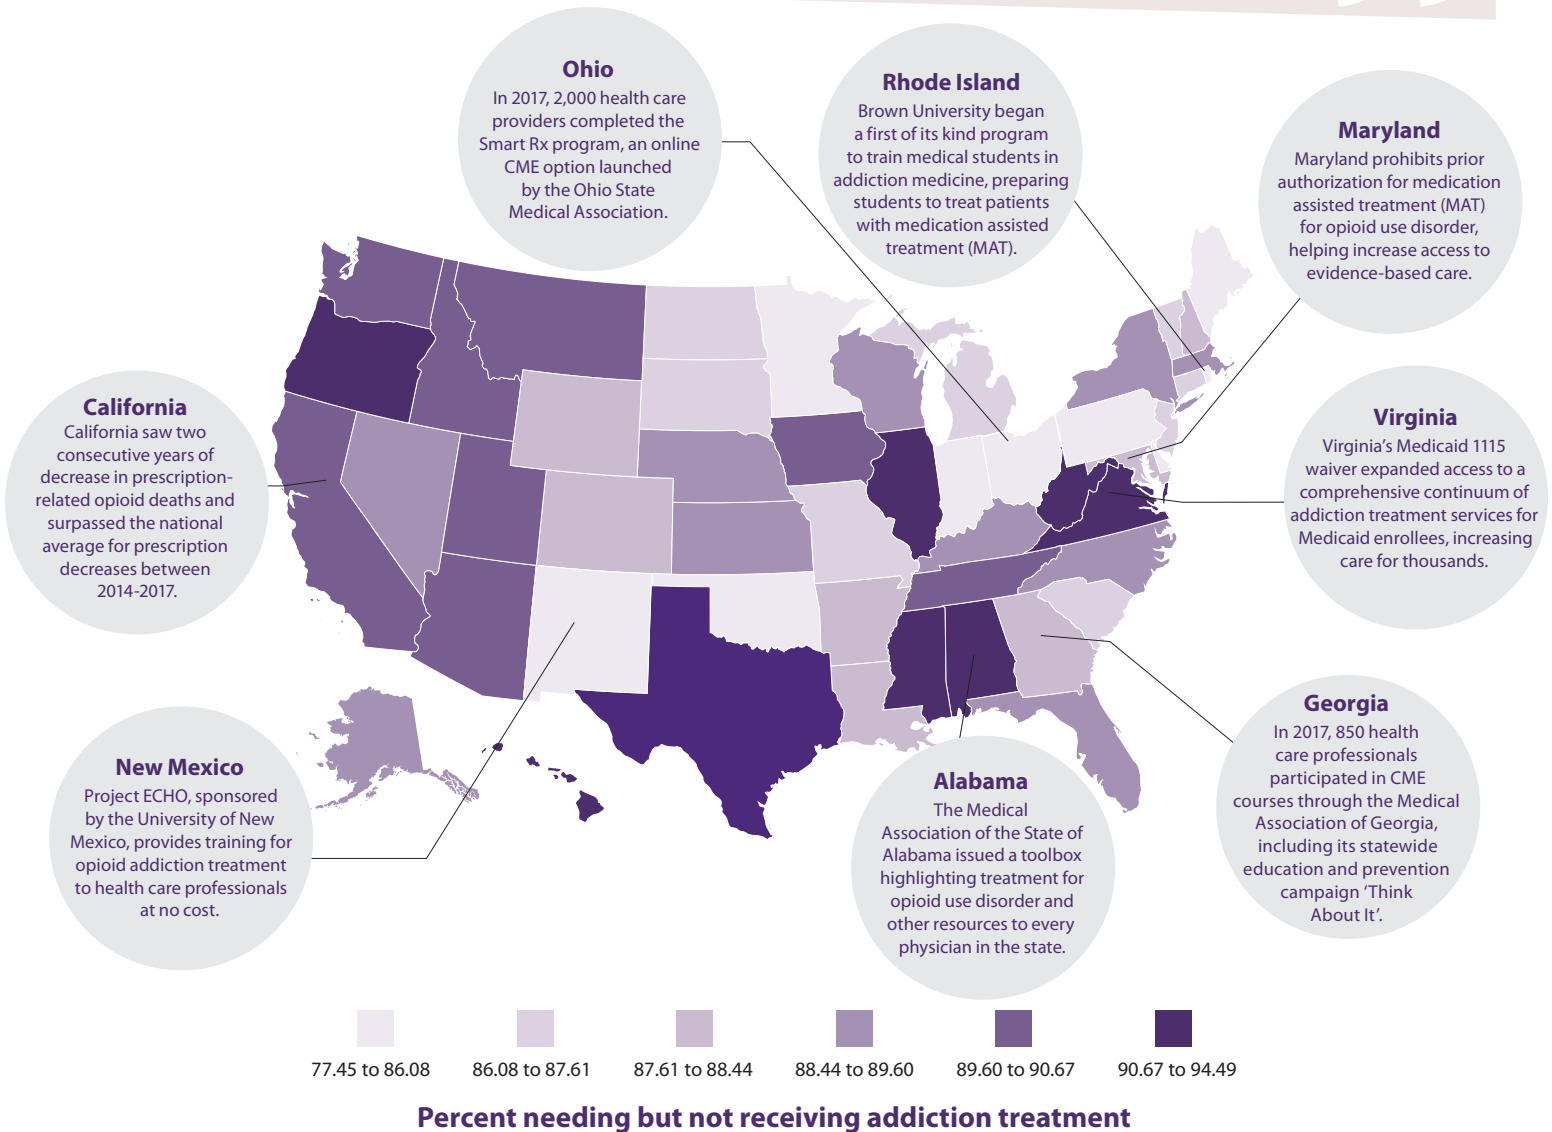 Ohio
In 2017, 2,000 health care
providers completed the
Smart Rx program, an online
CME option launched
by the Ohio State
Medical Association.
Rhode Island
Brown University began
a first of its kind program
to train medical students in
addiction medicine, preparing
students to treat patients
with medication assisted
treatment (MAT).
Maryland
Maryland prohibits prior
authorization for medication
assisted treatment (MAT)
for opioid use disorder,
helping increase access to
evidence-based care.
California
California saw two
consecutive years of
decrease in prescription-
related opioid deaths and
surpassed the national
average for prescription
decreases between
2014-2017.
Virginia
Virginia’s Medicaid 1115
waiver expanded access to a
comprehensive continuum of
addiction treatment services for
Medicaid enrollees, increasing
care for thousands.
New Mexico
Project ECHO, sponsored
by the University of New
Mexico, provides training for
opioid addiction treatment
to health care professionals
at no cost.
Alabama
The Medical
Association of the State of
Alabama issued a toolbox
highlighting treatment for
opioid use disorder and
other resources to every
physician in the state.
Georgia
In 2017, 850 health
care professionals
participated in CME
courses through the Medical
Association of Georgia,
including its statewide
education and prevention
campaign ‘Think
About It’.
77.45 to 86.08
86.08 to 87.61
87.61 to 88.44
88.44 to 89.60
89.60 to 90.67
90.67 to 94.49
Percent needing but not receiving addiction treatment